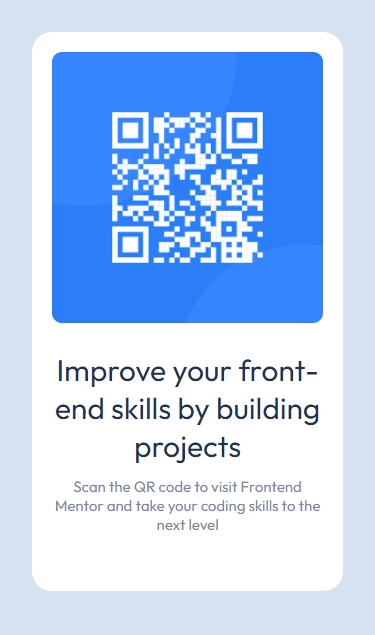 Improve your front-
end skills by building
projects
Scan the QR code to visit Frontend
Mentor and take your coding skills to the
next level